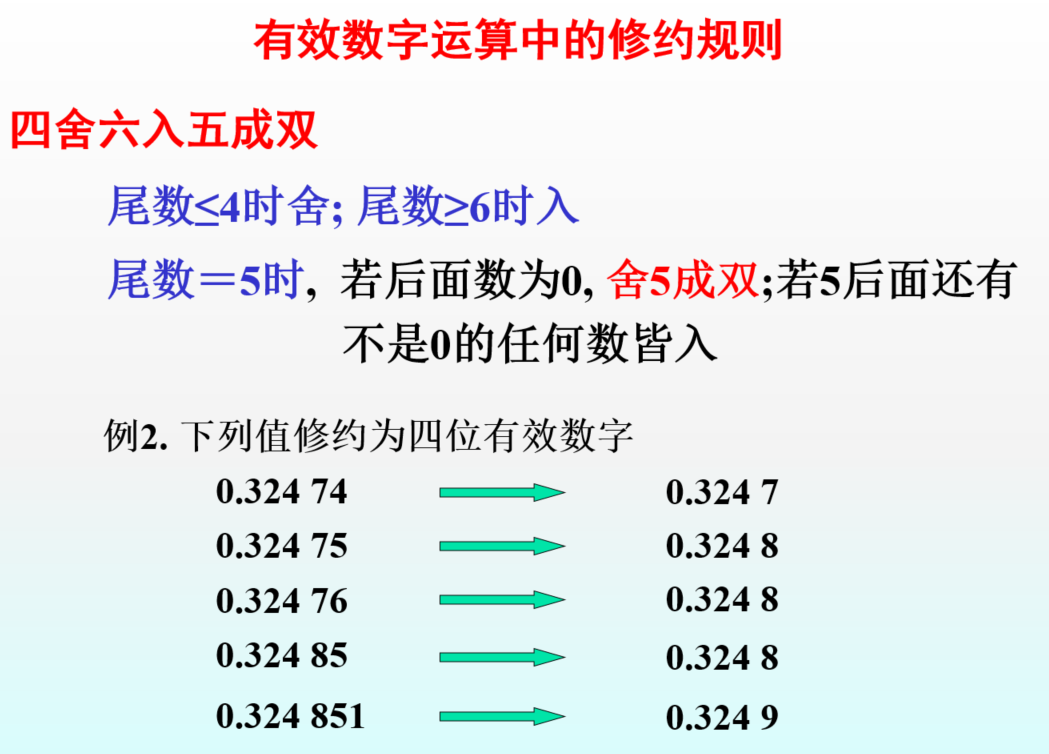 有效数字运算中的修约规则
四舍六入五成双
尾数≤4时舍; 尾数≥6时入
尾数＝5时, 若后面数为0, 舍5成双;若5后面还有
不是0的任何数皆入
例2. 下列值修约为四位有效数字
0.324 74 0.324 7
0.324 75 0.324 8
0.324 76 0.324 8
0.324 85 0.324 8
0.324 851 0.324 9